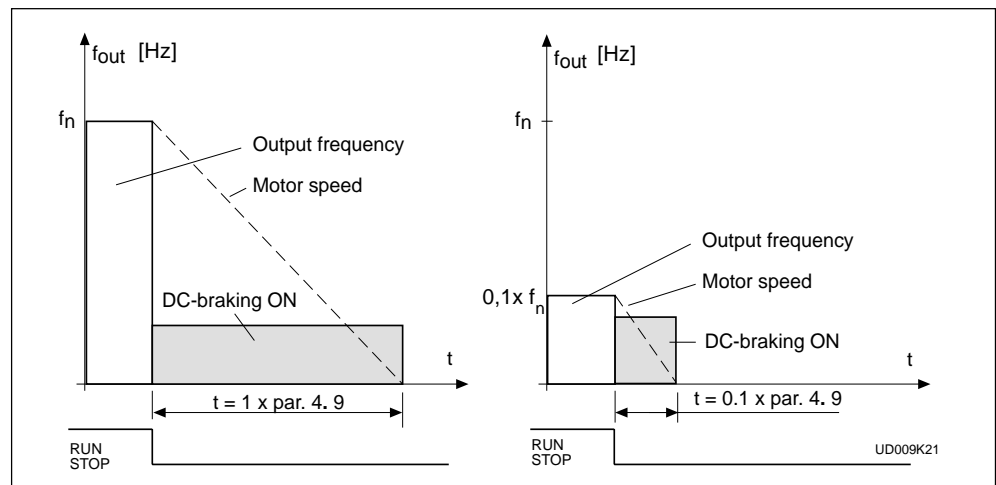 fout [Hz]
fn
Output frequency
Motor speed
DC-braking ON
t
t = 1 x par. 4. 9
RUN
STOP
fout [Hz]
fn
Output frequency
Motor speed
0,1x fn
DC-braking ON
t
t = 0.1 x par. 4. 9
RUN
STOP
UD009K21